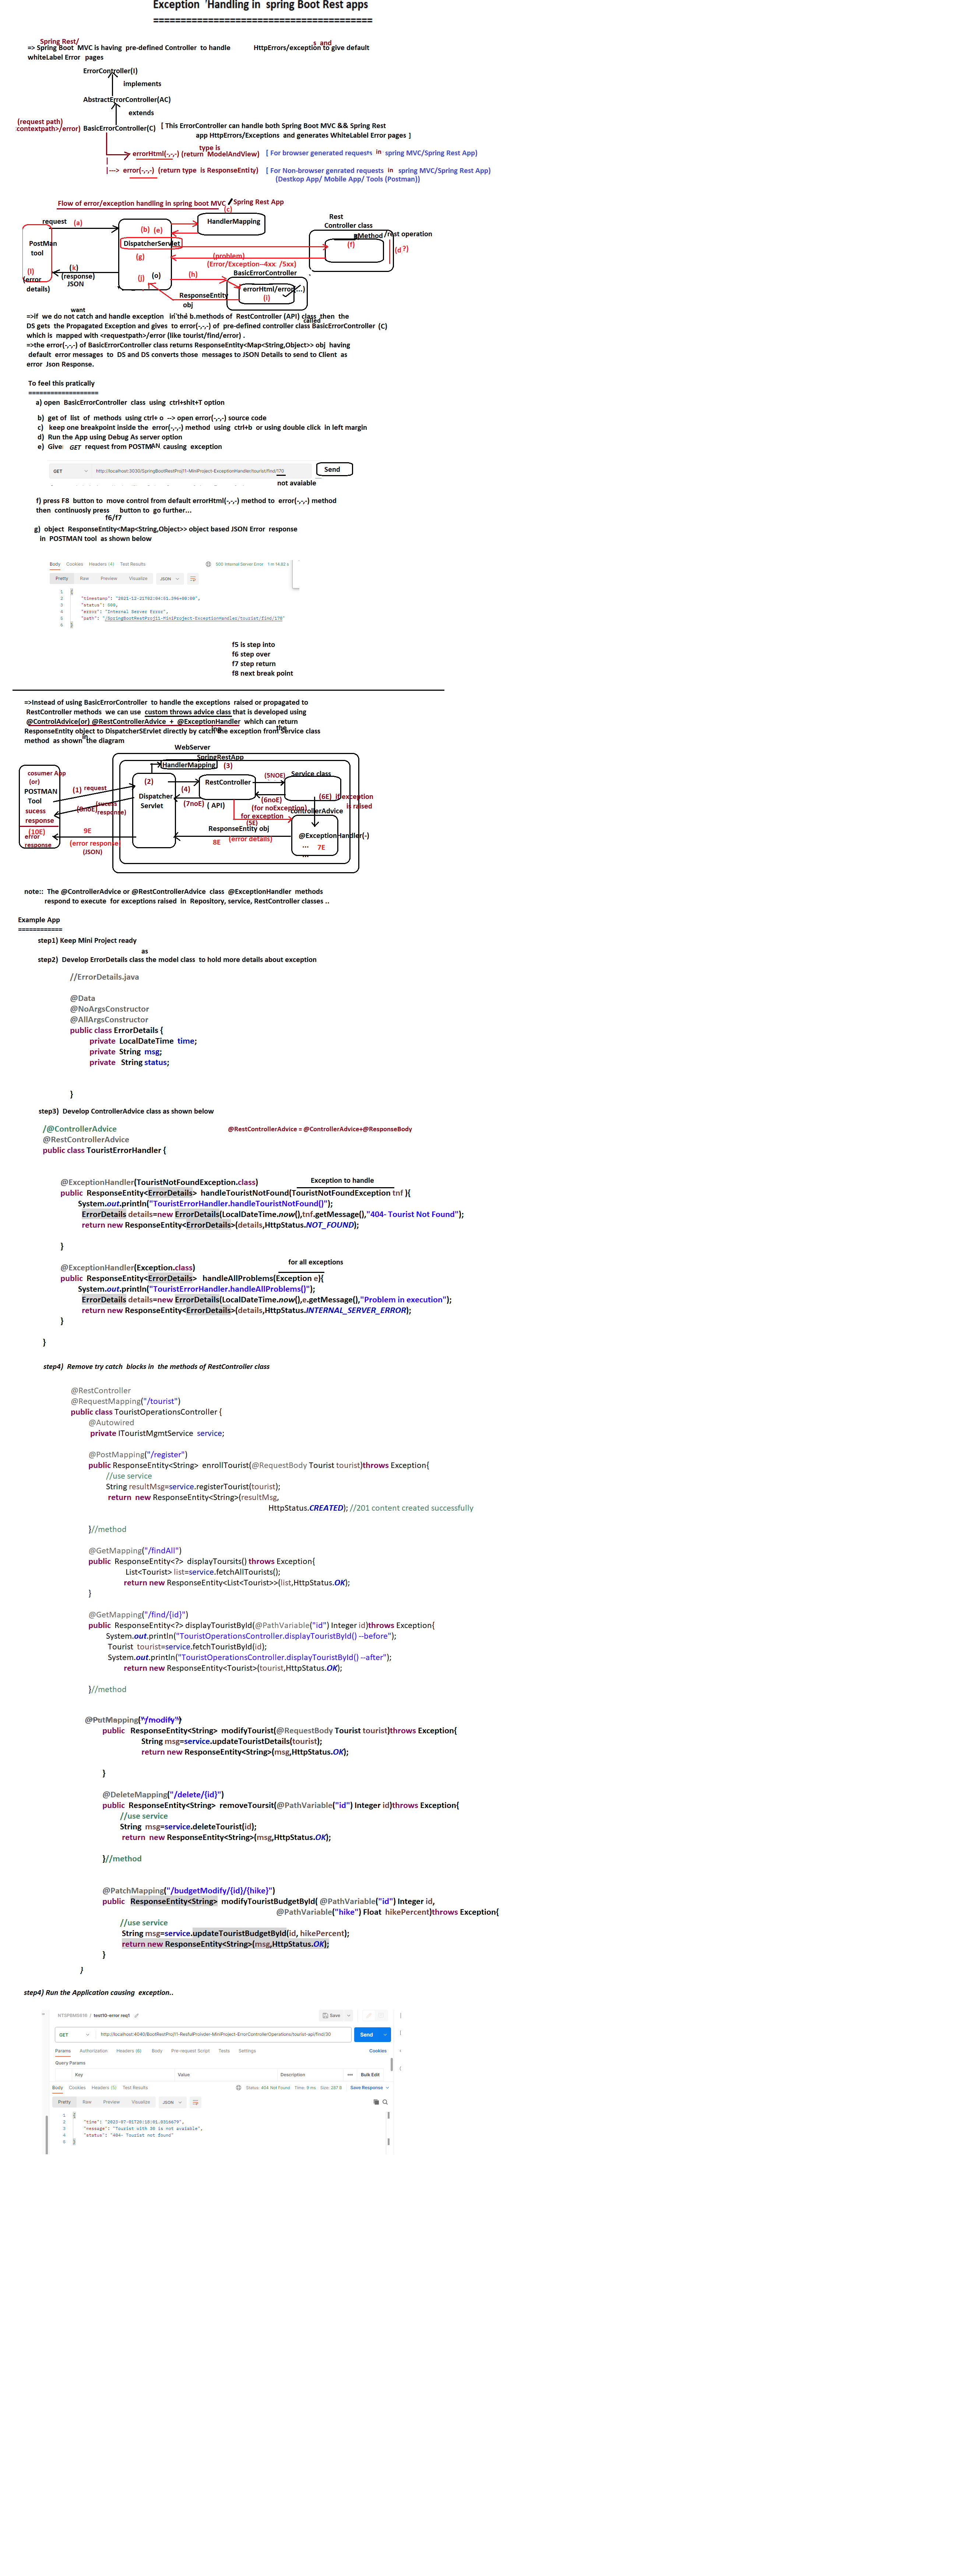 Exception 'Handling in spring Boot Rest apps
=====================================
Spring Rest/
s and
=> Spring Boot MVC is having pre-defined Controller to handle HttpErrors/exception to give default
whiteLabel Error pages
ErrorController(I)
implements
AbstractErrorController(AC)
extends
(request path)
contextpath>/error) BasicErrorController(C) [ This ErrorController can handle both Spring Boot MVC && Spring Rest
app HttpErrors/Exceptions and generates WhiteLablel Error pages ]
type is
errorHtml(-,-,-) (return ModelAndView) [ For browser generated requests in spring MVC/Spring Rest App)
|---> error(-,-,-) (return type is ResponseEntity) [ For Non-browser genrated requests in spring MVC/Spring Rest App)
(Destkop App/ Mobile App/ Tools (Postman))
Flow of error/exception handling in spring boot MVC / Spring Rest App
(c)
Rest
Controller class
request (a)
HandlerMapping
(b) (e)
/rest operation
Method
PostMan
tool
DispatcherServlet
(f)
(d ?)
(g)
(problem)
(Error/Exception--4xx /5xx)
(l)
(k)
(error
details)
(response)
JSON
(j) (o)
(h)
BasicErrorController
errorHtml/error(...)
ResponseEntity
obj
(i)
want
=>if we do not catch and handle exception in the b.methods of RestController (API) class then the
called
DS gets the Propagated Exception and gives to error(-,-,-) of pre-defined controller class BasicErrorController (C)
which is mapped with <requestpath>/error (like tourist/find/error) .
=>the error(-,-,-) of BasicErrorController class returns ResponseEntity<Map<String,Object>> obj having
default error messages to DS and DS converts those messages to JSON Details to send to Client as
error Json Response.
To feel this pratically
===================
a) open BasicErrorController class using ctrl+shit+T option
b) get of list of methods using ctrl+ o --> open error(-,-,-) source code
c) keep one breakpoint inside the error(-,-,-) method using ctrl+b or using double click in left margin
d) Run the App using Debug As server option
e) Give GET request from POSTMAN causing exception
GET http://localhost:3030/SpringBootRestProj11-MiniProject-ExceptionHandler/tourist/find/170 Send
not avaiable
f) press F8 button to move control from default errorHtml(-,-,-) method to error(-,-,-) method
then continuosly press button to go further...
f6/f7
g) object ResponseEntity<Map<String,Object>> object based JSON Error response
in POSTMAN tool as shown below
Body Cookies Headers (4) Test Results 500 Internal Server Error 1 m 14.62 s
Pretty Raw Preview Visualize JSON
1 {
2 "timestamp": "2021-12-21T02:04:51.396+00:00",
3 "status": 500,
4 "error": "Internal Server Error",
5 "path": "/SpringBootRestProj11-MiniProject-ExceptionHandler/tourist/find/170"
6 }
f5 is step into
f6 step over
f7 step return
f8 next break point
=>Instead of using BasicErrorController to handle the exceptions raised or propagated to
RestController methods we can use custom throws advice class that is developed using
@ControlAdvice(or) @RestControllerAdvice + @ExceptionHandler which can return
ing the
ResponseEntity object to DispatcherSErvlet directly by catch the exception from Service class
in
method as shown the diagram
WebServer
SpringRestApp
HandlerMapping (3)
cosumer App
(or)
POSTMAN
Tool
sucess
response
(10E)
error
response
(1) request
(2)
Dispatcher
Servlet
(4)
RestController
(5NOE)
Service class
(sucess
response)
(7noE) ( API)
(6noE)
(for noException)
for exception
(5E)
(6E) if exception
is raised
ControllerAdvice
ResponseEntity obj
@ExceptionHandler(-)
9E
(error response)
(JSON)
8E (error details)
... 7E
...
note:: The @ControllerAdvice or @RestControllerAdvice class @ExceptionHandler methods
respond to execute for exceptions raised in Repository, service, RestController classes ..
Example App
============
step1) Keep Mini Project ready
as
step2) Develop ErrorDetails class the model class to hold more details about exception
//ErrorDetails.java
@Data
@NoArgsConstructor
@AllArgsConstructor
public class ErrorDetails {
private LocalDateTime time;
private String msg;
private String status;
}
step3) Develop ControllerAdvice class as shown below
/@ControllerAdvice @RestControllerAdvice = @ControllerAdvice+@ResponseBody
@RestControllerAdvice
public class TouristErrorHandler {
Exception to handle
@ExceptionHandler(TouristNotFoundException.class)
public ResponseEntity<ErrorDetails> handleTouristNotFound(TouristNotFoundException tnf ){
System.out.println("TouristErrorHandler.handleTouristNotFound()");
ErrorDetails details=new ErrorDetails(LocalDateTime.now(),tnf.getMessage(),"404- Tourist Not Found");
return new ResponseEntity<ErrorDetails>(details,HttpStatus.NOT_FOUND);
}
for all exceptions
@ExceptionHandler(Exception.class)
public ResponseEntity<ErrorDetails> handleAllProblems(Exception e){
System.out.println("TouristErrorHandler.handleAllProblems()");
ErrorDetails details=new ErrorDetails(LocalDateTime.now(),e.getMessage(),"Problem in execution");
return new ResponseEntity<ErrorDetails>(details,HttpStatus.INTERNAL_SERVER_ERROR);
}
}
step4) Remove try catch blocks in the methods of RestController class
@RestController
@RequestMapping("/tourist")
public class TouristOperationsController {
@Autowired
private ITouristMgmtService service;
@PostMapping("/register")
public ResponseEntity<String> enrollTourist(@RequestBody Tourist tourist)throws Exception{
//use service
String resultMsg=service.registerTourist(tourist);
return new ResponseEntity<String>(resultMsg,
HttpStatus.CREATED); //201 content created successfully
}//method
@GetMapping("/findAll")
public ResponseEntity<?> displayToursits() throws Exception{
List<Tourist> list=service.fetchAllTourists();
return new ResponseEntity<List<Tourist>>(list,HttpStatus.OK);
}
@GetMapping("/find/{id}")
public ResponseEntity<?> displayTouristById(@PathVariable("id") Integer id)throws Exception{
System.out.println("TouristOperationsController.displayTouristById() --before");
Tourist tourist=service.fetchTouristById(id);
System.out.println("TouristOperationsController.displayTouristById() --after");
return new ResponseEntity<Tourist>(tourist,HttpStatus.OK);
}//method
@PutMapping("/modify")
public ResponseEntity<String> modifyTourist(@RequestBody Tourist tourist)throws Exception{
String msg=service.updateTouristDetails(tourist);
return new ResponseEntity<String>(msg,HttpStatus.OK);
}
@DeleteMapping("/delete/{id}")
public ResponseEntity<String> removeToursit(@PathVariable("id") Integer id)throws Exception{
//use service
String msg=service.deleteTourist(id);
return new ResponseEntity<String>(msg,HttpStatus.OK);
}//method
@PatchMapping("/budgetModify/{id}/{hike}")
public ResponseEntity<String> modifyTouristBudgetById( @PathVariable("id") Integer id,
@PathVariable("hike") Float hikePercent)throws Exception{
//use service
String msg=service.updateTouristBudgetById(id, hikePercent);
return new ResponseEntity<String>(msg,HttpStatus.OK);
}
}
step4) Run the Application causing exception..
NTSPBMS616 / test10-error req1 Save
GET http://localhost:4040/BootRestProj11-ResfulProivder-MiniProject-ErrorControllerOperations/tourist-api/find/30 Send
Params Authorization Headers (6) Body Pre-request Script Tests Settings Cookies
Query Params
Key Value Description Bulk Edit
Body Cookies Headers (5) Test Results Status: 404 Not Found Time: 9 ms Size: 287 B Save Response
Pretty Raw Preview Visualize JSON
1 {
2 "time": "2023-07-01T20:18:01.0314679",
3 "message": "Tourist with 30 is not available",
4 "status": "404- Tourist not found"
5 }